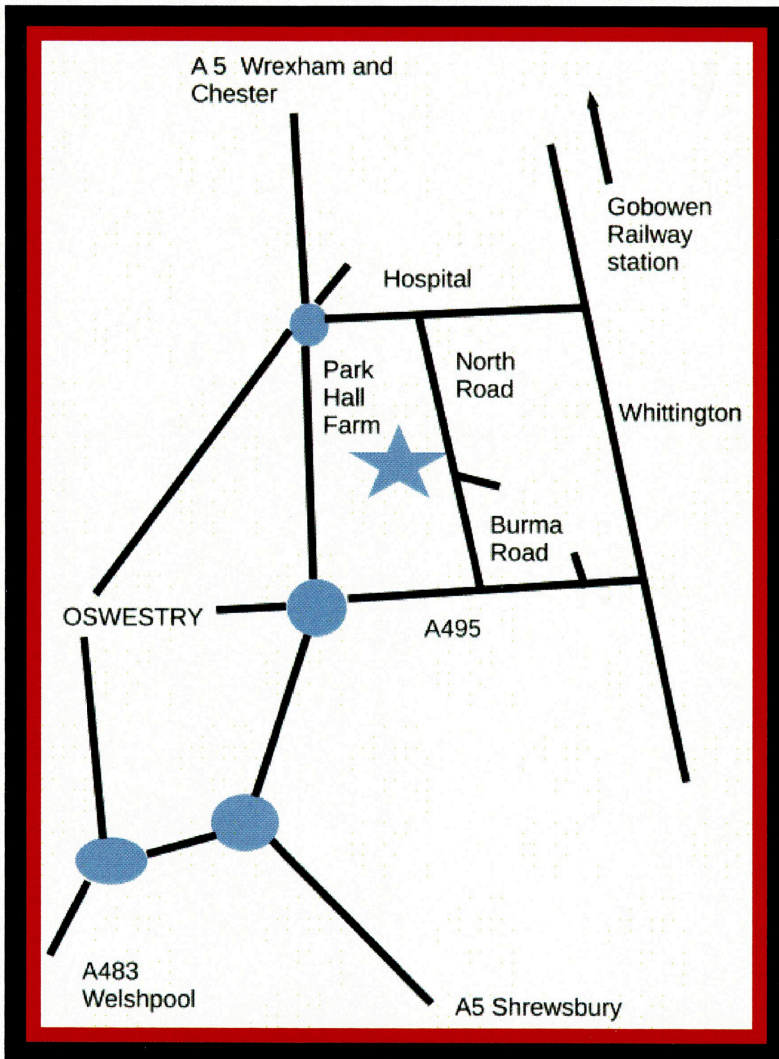 A 5 Wrexham and
Chester
Gobowen
Railway
station
Hospital
Park
Hall
Farm
North
Road
Whittington
Burma
Road
OSWESTRY
A495
A483
Welshpool
A5 Shrewsbury